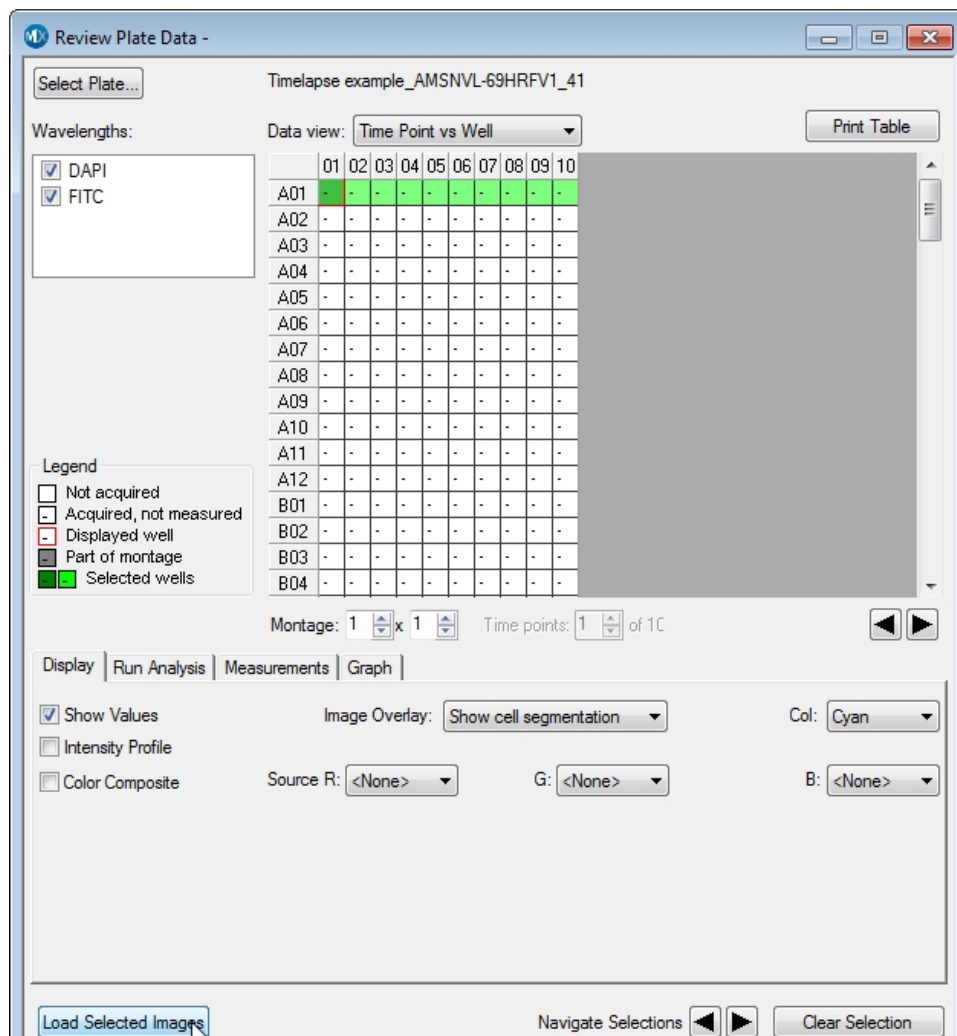 Review Plate Data -
Select Plate...
Timelapse example_AMSNVL-69HRFV1_41
Wavelengths:
Data view: Time Point vs Well
Print Table
DAPI
FITC
01 02 03 04 05 06 07 08 09 10
A01 - - - - - - - - - -
A02 - - - - - - - - - -
A03 - - - - - - - - - -
A04 - - - - - - - - - -
A05 - - - - - - - - - -
A06 - - - - - - - - - -
A07 - - - - - - - - - -
A08 - - - - - - - - - -
A09 - - - - - - - - - -
A10 - - - - - - - - - -
A11 - - - - - - - - - -
A12 - - - - - - - - - -
B01 - - - - - - - - - -
B02 - - - - - - - - - -
B03 - - - - - - - - - -
B04 - - - - - - - - - -
Legend
Not acquired
- Acquired, not measured
- Displayed well
- Part of montage
- - Selected wells
Montage: 1 x 1 Time points: 1 of 10
Display Run Analysis Measurements Graph
Show Values Image Overlay: Show cell segmentation Col: Cyan
Intensity Profile
Color Composite Source R: <None> G: <None> B: <None>
Load Selected Images Navigate Selections Clear Selection